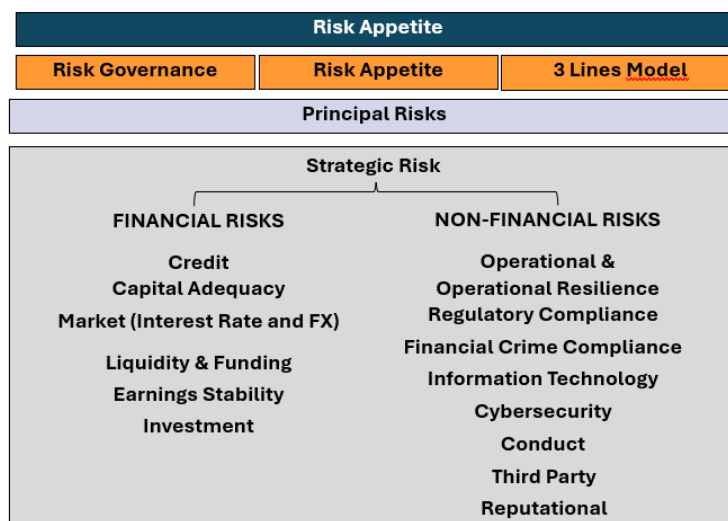 Risk Appetite
Risk Governance
Risk Appetite
3 Lines Model
Principal Risks
Strategic Risk
FINANCIAL RISKS
Credit
Capital Adequacy
Market (Interest Rate and FX)
Liquidity & Funding
Earnings Stability
Investment
NON-FINANCIAL RISKS
Operational &
Operational Resilience
Regulatory Compliance
Financial Crime Compliance
Information Technology
Cybersecurity
Conduct
Third Party
Reputational